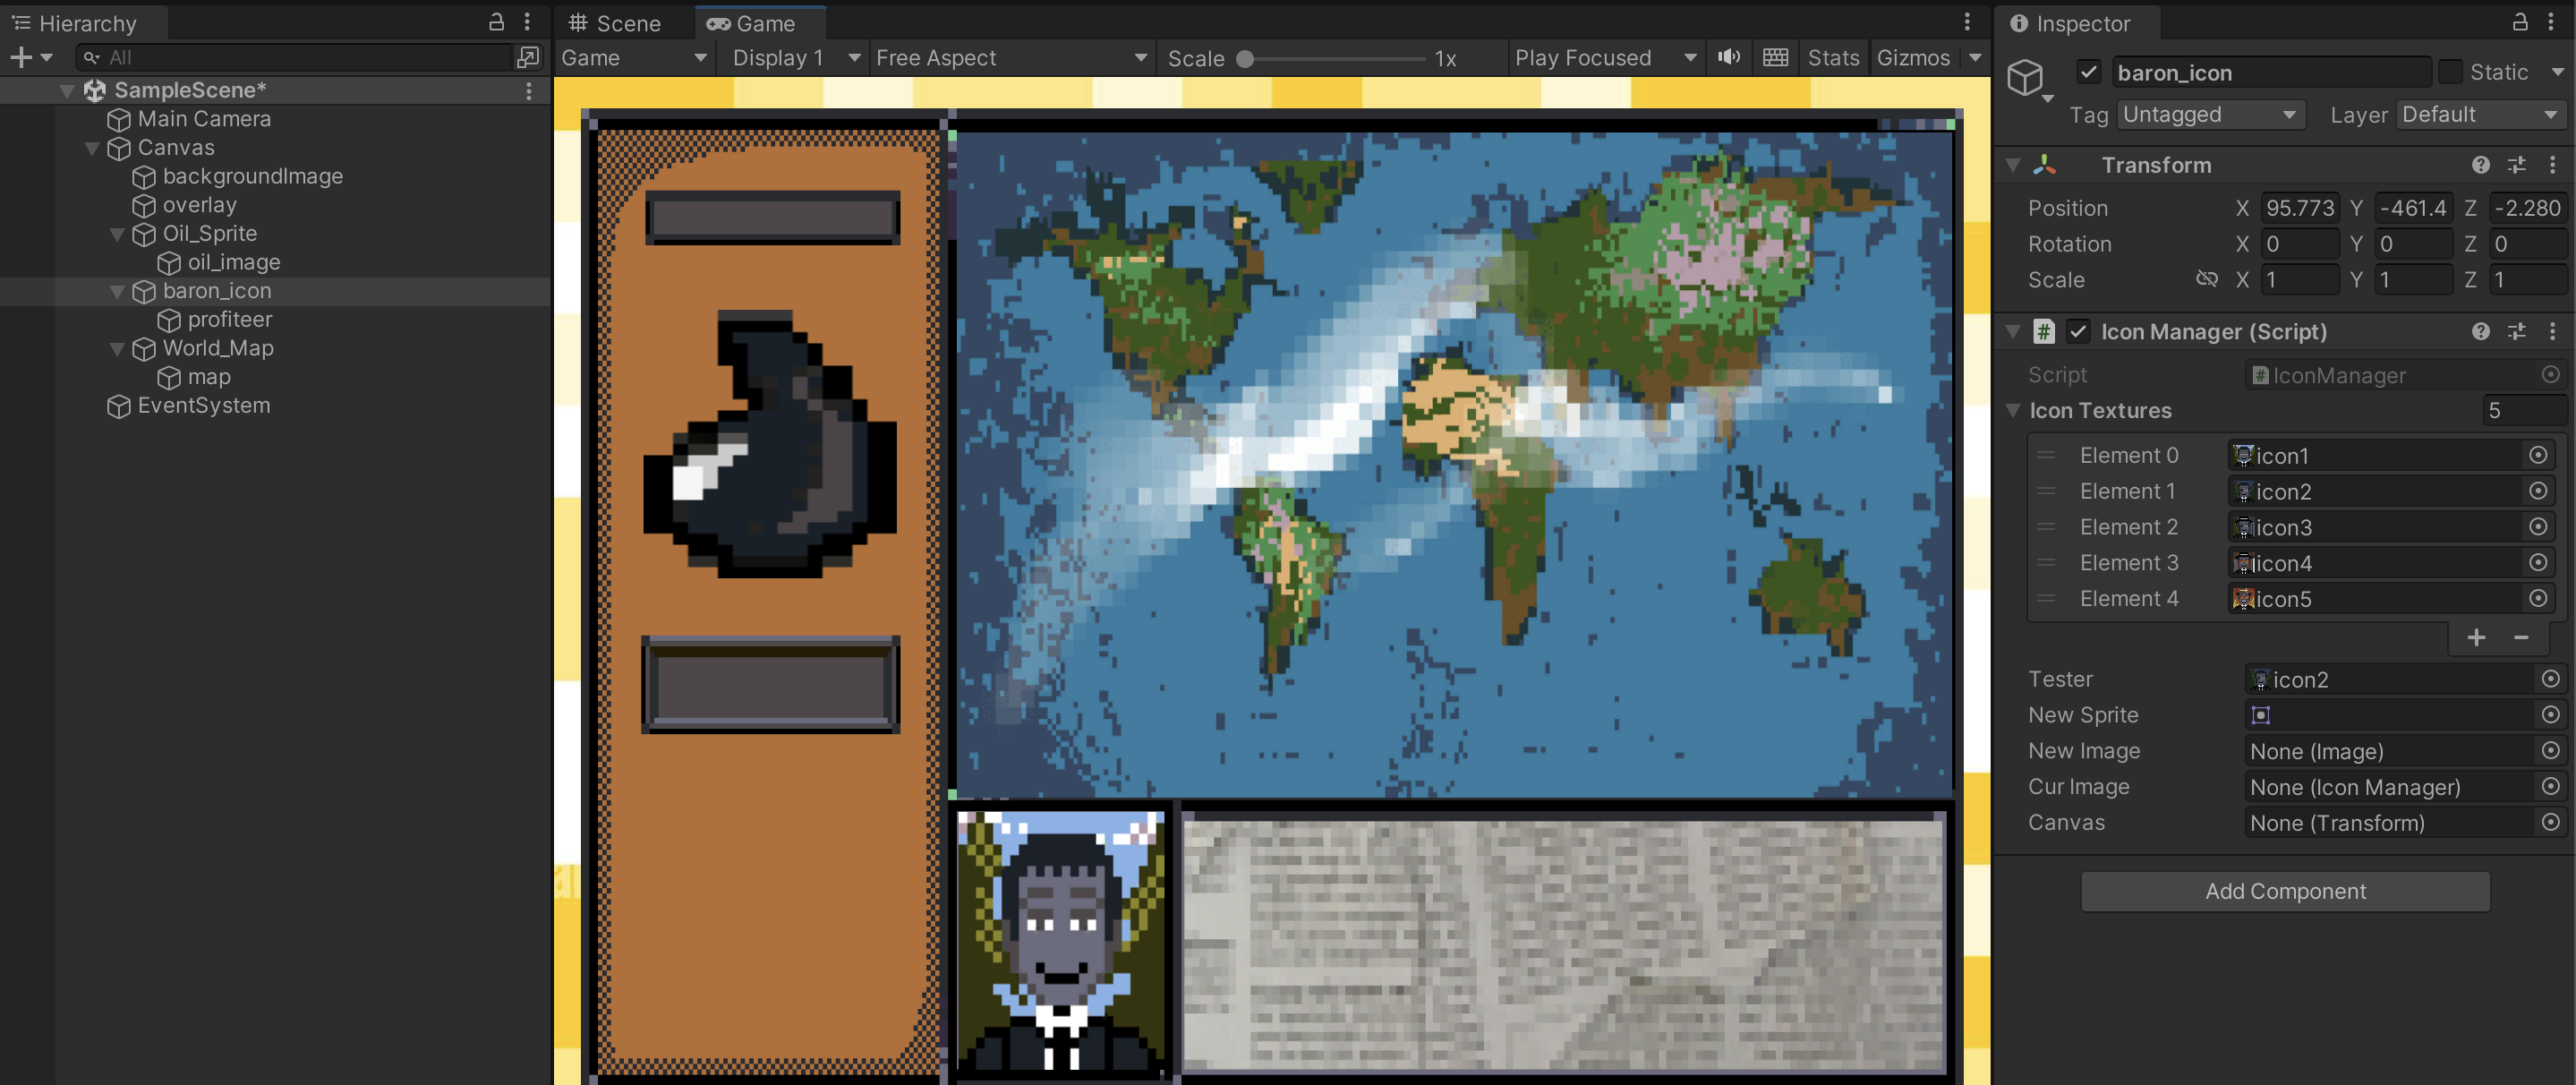 Hierarchy
All
SampleScene*
Main Camera
Canvas
backgroundImage
overlay
Oil_Sprite
oil_image
baron_icon
profiteer
World_Map
map
EventSystem
Scene Game
Game Display 1 Free Aspect Scale 1x Play Focused Stats Gizmos
Inspector
baron_icon Static
Tag Untagged Layer Default
Transform
Position X 95.773 Y -461.4 Z -2.280
Rotation X 0 Y 0 Z 0
Scale X 1 Y 1 Z 1
# Icon Manager (Script)
Script # IconManager
Icon Textures 5
Element 0 icon1
Element 1 icon2
Element 2 icon3
Element 3 icon4
Element 4 icon5
+ −
Tester icon2
New Sprite
New Image None (Image)
Cur Image None (Icon Manager)
Canvas None (Transform)
Add Component